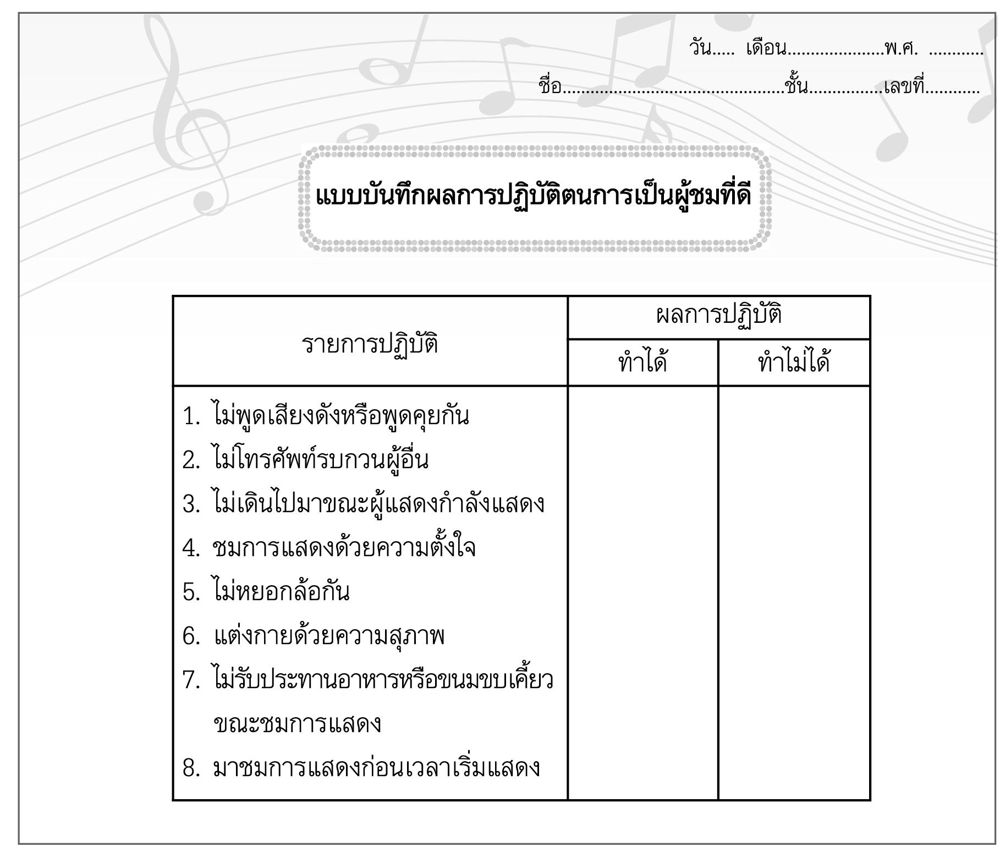 วัน..... เดือน.....................พ.ศ. ............
ชื่อ................................................ชั้น................เลขที่............
แบบบันทึกผลการปฏิบัติตนการเป็นผู้ชมที่ดี
รายการปฏิบัติ
ผลการปฏิบัติ
ทำได้ ทำไม่ได้
1. ไม่พูดเสียงดังหรือพูดคุยกัน
2. ไม่โทรศัพท์รบกวนผู้อื่น
3. ไม่เดินไปมาขณะผู้แสดงกำลังแสดง
4. ชมการแสดงด้วยความตั้งใจ
5. ไม่หยอกล้อกัน
6. แต่งกายด้วยความสุภาพ
7. ไม่รับประทานอาหารหรือขนมขบเคี้ยว
ขณะชมการแสดง
8. มาชมการแสดงก่อนเวลาเริ่มแสดง